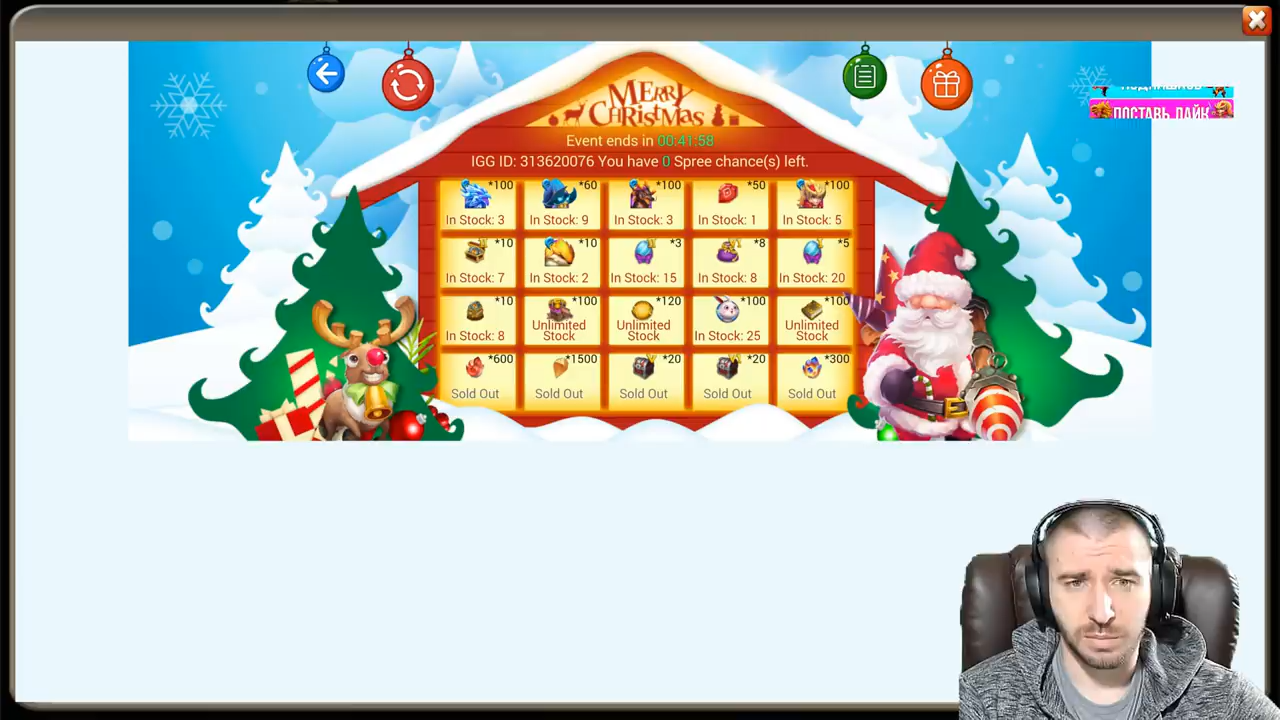 MERRY
CHRISTMAS
Event ends in 00:41:58
IGG ID: 313620076 You have 0 Spree chance(s) left.
ПОДПИШИСЬ
ПОСТАВЬ ЛАЙК
*100 *60 *100 *50 *100
In Stock: 3 In Stock: 9 In Stock: 3 In Stock: 1 In Stock: 5
*10 *10 *3 *8 *5
In Stock: 7 In Stock: 2 In Stock: 15 In Stock: 8 In Stock: 20
*10 *100 *120 *100 *100
In Stock: 8 Unlimited Stock Unlimited Stock In Stock: 25 Unlimited Stock
*600 *1500 *20 *20 *300
Sold Out Sold Out Sold Out Sold Out Sold Out